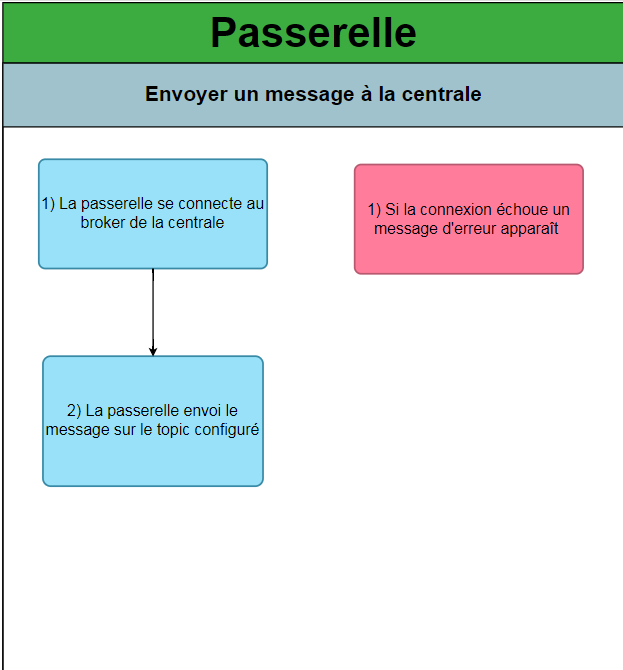 Passerelle
Envoyer un message à la centrale
1) La passerelle se connecte au
broker de la centrale
1) Si la connexion échoue un
message d'erreur apparaît
2) La passerelle envoi le
message sur le topic configuré